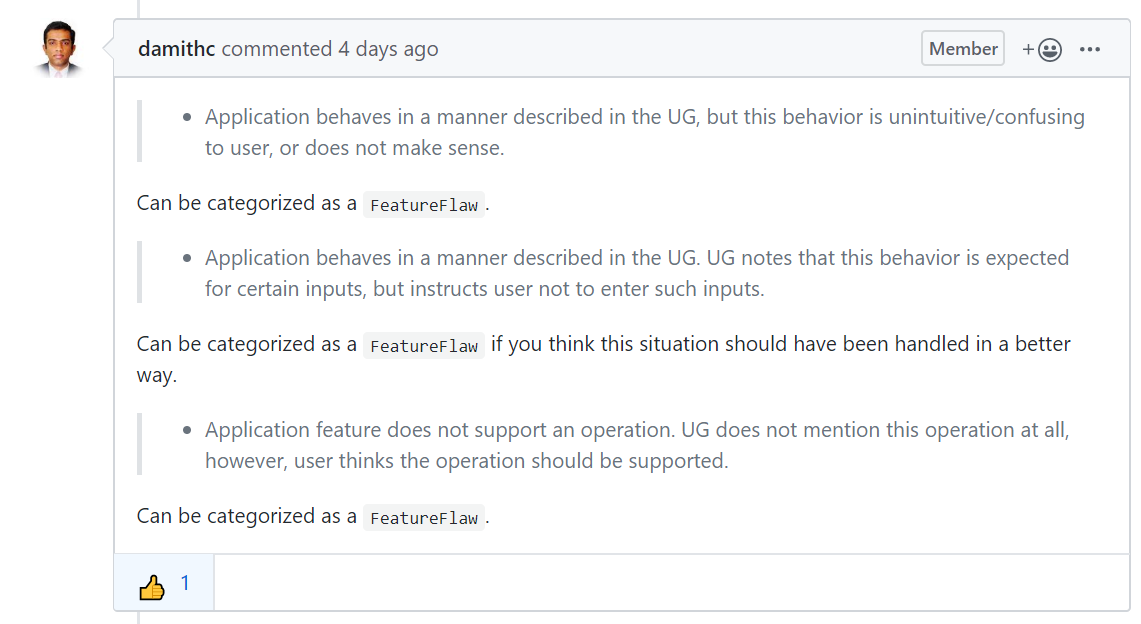 damithc commented 4 days ago Member + •••
• Application behaves in a manner described in the UG, but this behavior is unintuitive/confusing
to user, or does not make sense.
Can be categorized as a FeatureFlaw.
• Application behaves in a manner described in the UG. UG notes that this behavior is expected
for certain inputs, but instructs user not to enter such inputs.
Can be categorized as a FeatureFlaw if you think this situation should have been handled in a better
way.
• Application feature does not support an operation. UG does not mention this operation at all,
however, user thinks the operation should be supported.
Can be categorized as a FeatureFlaw.
👍 1